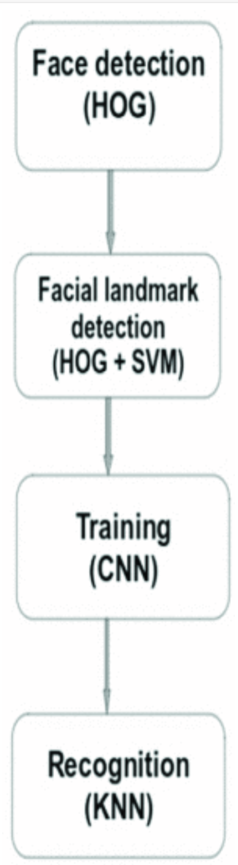 Face detection
(HOG)
Facial landmark
detection
(HOG + SVM)
Training
(CNN)
Recognition
(KNN)